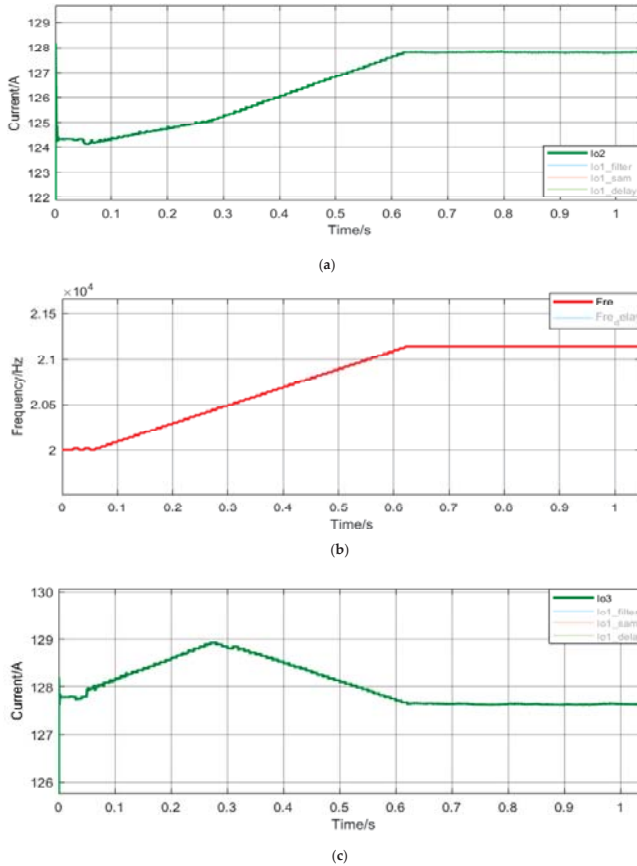 129
128
127
126
125
124
123
122
Current/A
0 0.1 0.2 0.3 0.4 0.5 0.6 0.7 0.8 0.9 1
Time/s
Io2
Io1_filter
Io1_sam
Io1_delay
(a)
×10⁴
2.15
2.1
2.05
2
Frequency/Hz
0 0.1 0.2 0.3 0.4 0.5 0.6 0.7 0.8 0.9 1
Time/s
Fre
Fre_delay
(b)
130
129
128
127
126
Current/A
0 0.1 0.2 0.3 0.4 0.5 0.6 0.7 0.8 0.9 1
Time/s
Io3
Io1_filter
Io1_sam
Io1_delay
(c)